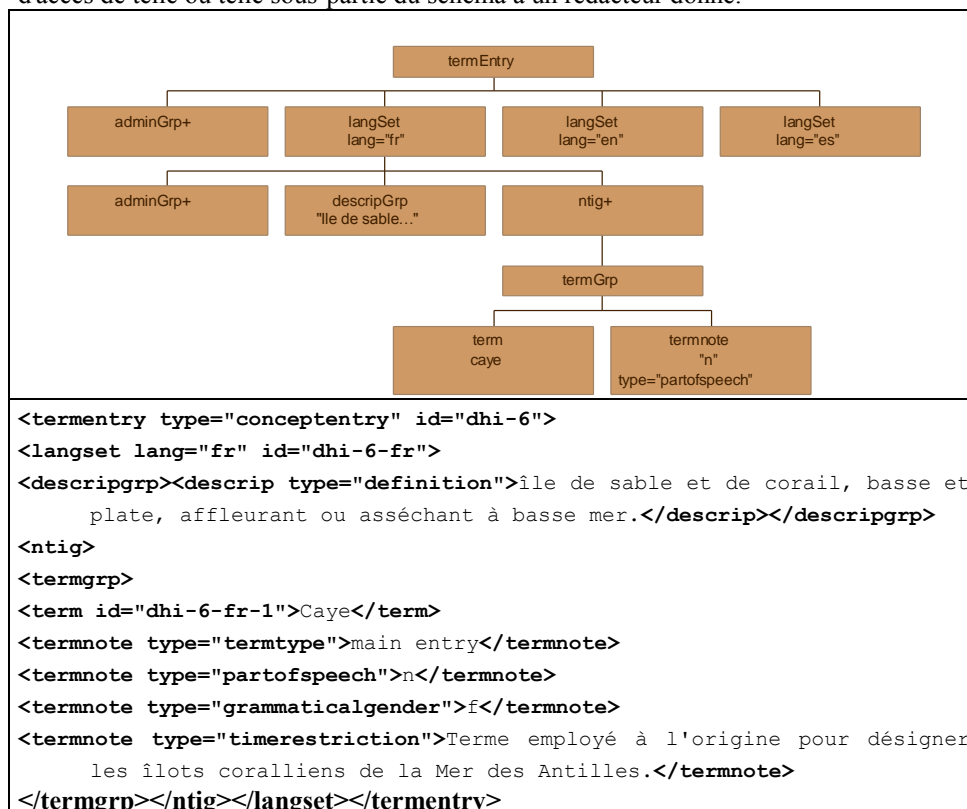 d'accès de telle ou telle sous-partie du schéma à un rédacteur donné.
termEntry
adminGrp+
langSet
lang="fr"
langSet
lang="en"
langSet
lang="es"
adminGrp+
descripGrp
"Ile de sable…"
ntig+
termGrp
term
caye
termnote
"n"
type="partofspeech"
<termentry type="conceptentry" id="dhi-6">
<langset lang="fr" id="dhi-6-fr">
<descripgrp><descrip type="definition">île de sable et de corail, basse et
plate, affleurant ou asséchant à basse mer.</descrip></descripgrp>
<ntig>
<termgrp>
<term id="dhi-6-fr-1">Caye</term>
<termnote type="termtype">main entry</termnote>
<termnote type="partofspeech">n</termnote>
<termnote type="grammaticalgender">f</termnote>
<termnote type="timerestriction">Terme employé à l'origine pour désigner
les îlots coralliens de la Mer des Antilles.</termnote>
</termgrp></ntig></langset></termentry>